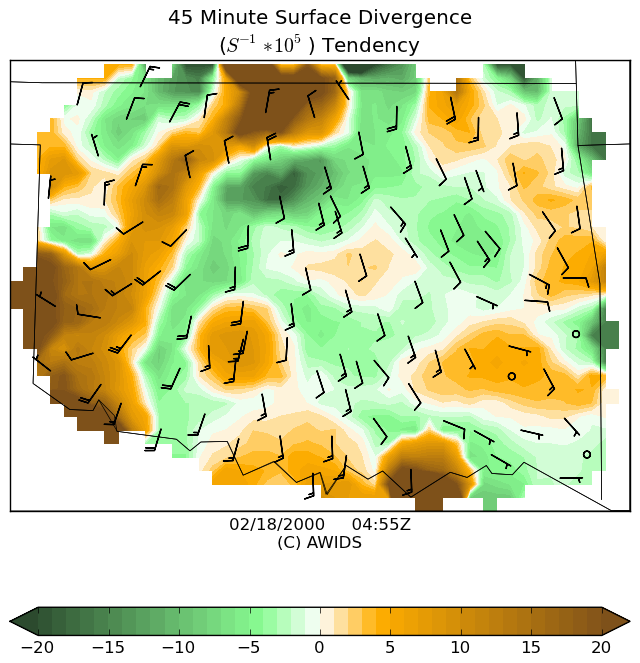 45 Minute Surface Divergence
(S⁻¹ *10⁵ ) Tendency
02/18/2000 04:55Z
(C) AWIDS
−20 −15 −10 −5 0 5 10 15 20